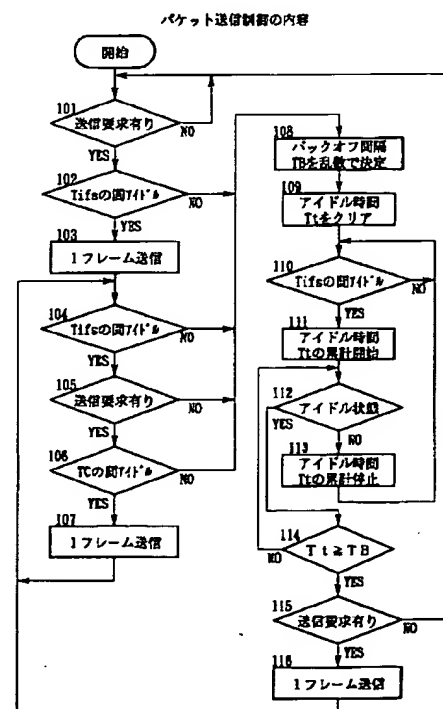 パケット送信制御の内容
開始
101
送信要求有り
NO
YES
102
Tifsの間アイドル
NO
YES
103
1フレーム送信
104
Tifsの間アイドル
NO
YES
105
送信要求有り
NO
YES
106
TCの間アイドル
NO
YES
107
1フレーム送信
108
バックオフ間隔
TBを乱数で決定
109
アイドル時間
Ttをクリア
110
Tifsの間アイドル
NO
YES
111
アイドル時間
Ttの累計開始
112
アイドル状態
YES
NO
113
アイドル時間
Ttの累計停止
114
Tt≧TB
NO
YES
115
送信要求有り
NO
YES
116
1フレーム送信